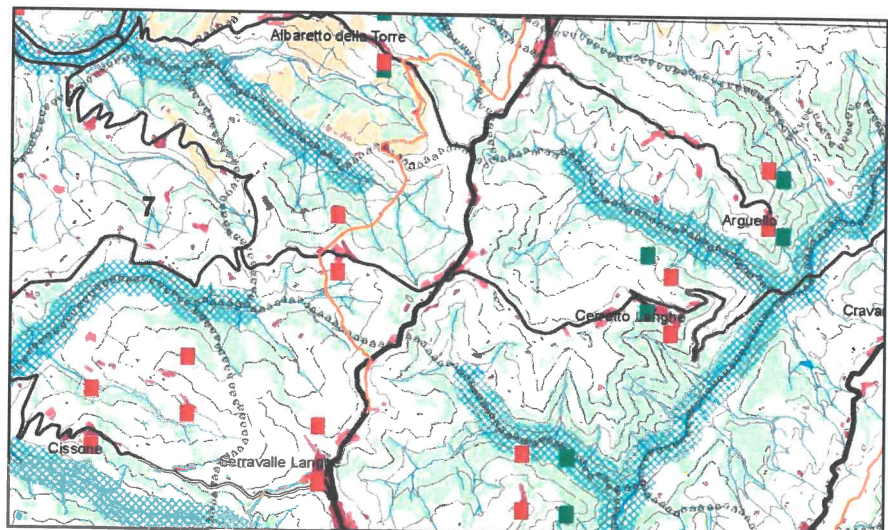 Albaretto della Torre
7
Arguello
Cerretto Langhe
Crava
Cissone
Serravalle Langhe